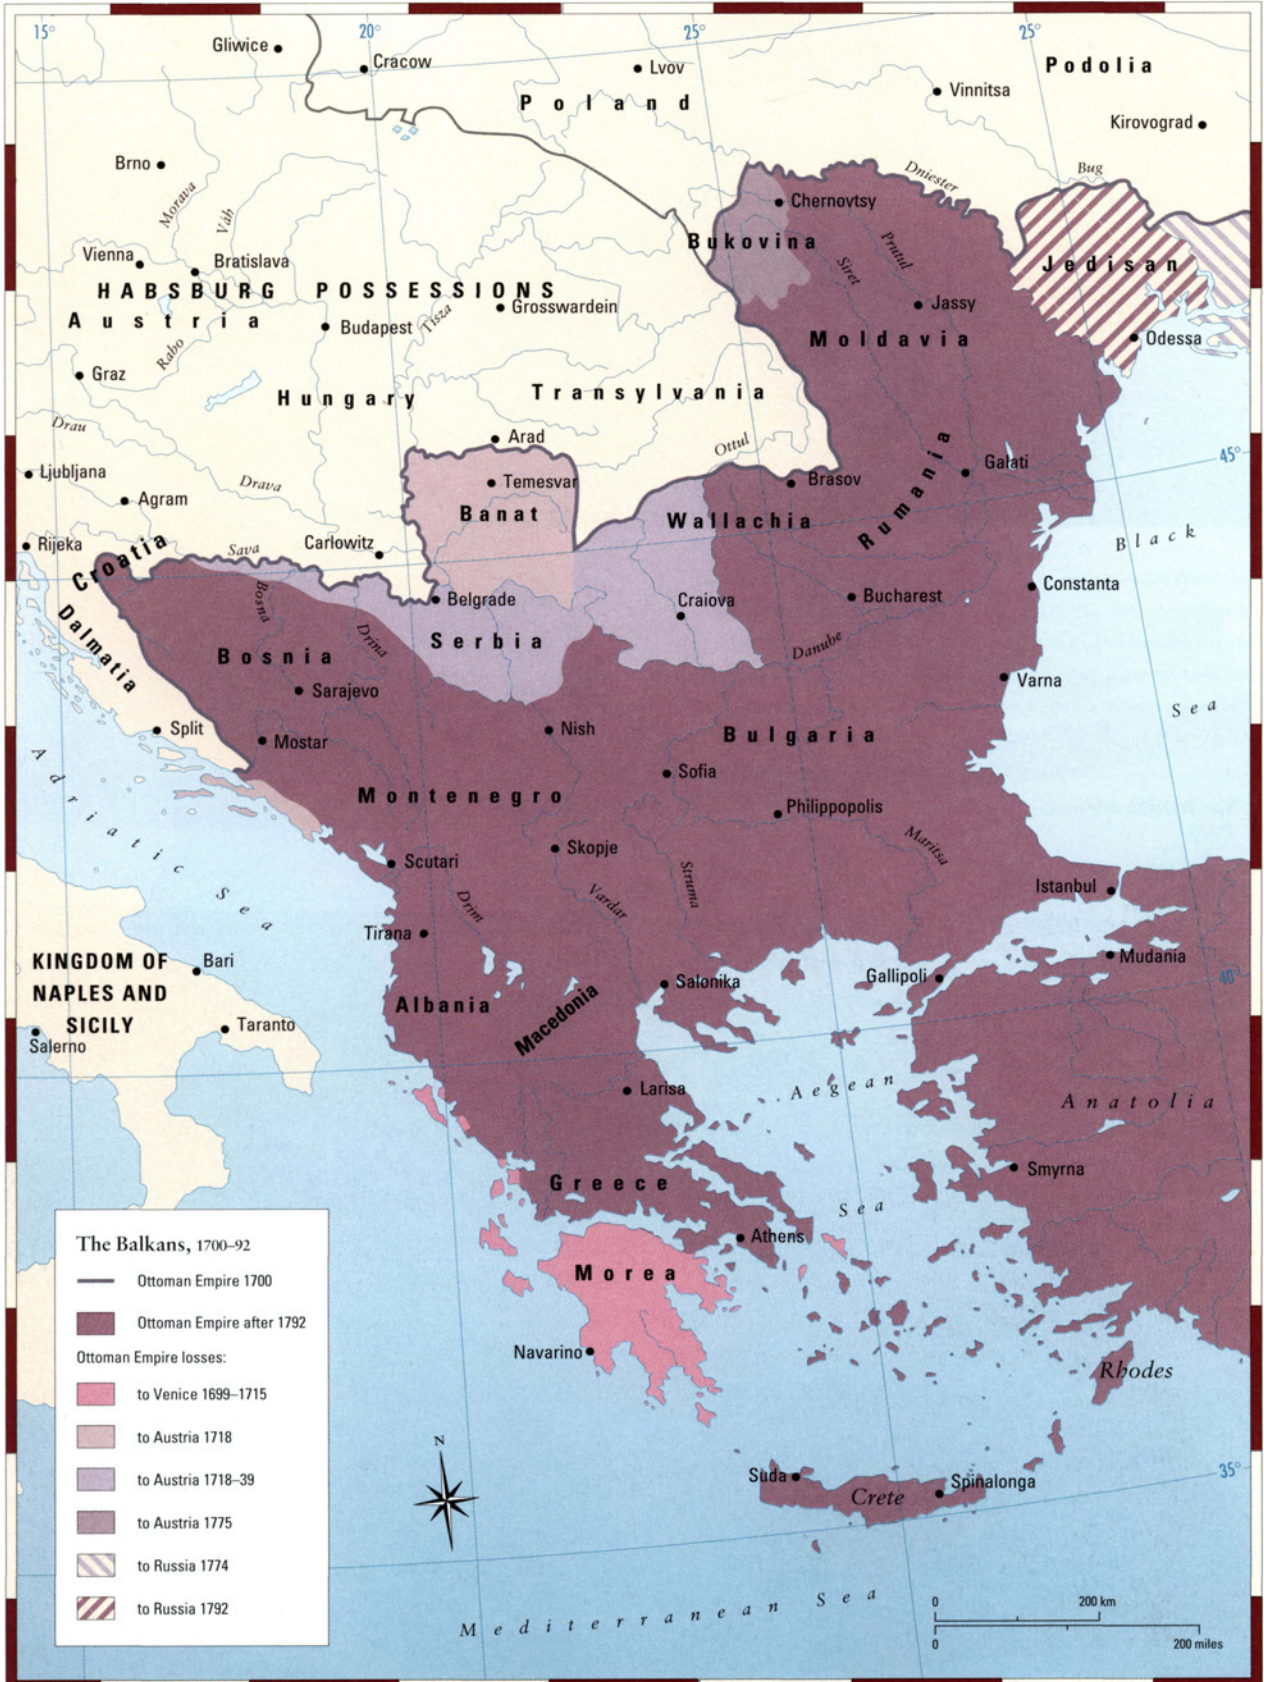 15°
20°
25°
25°
Gliwice
Cracow
Lvov
Podolia
Poland
Vinnitsa
Kirovograd
Brno
Morava
Váh
Dniester
Bug
Chernovtsy
Bukovina
Prutul
Siret
Jedisan
Vienna
Bratislava
HABSBURG POSSESSIONS
Austria
Grosswardein
Budapest
Tisza
Rabo
Jassy
Moldavia
Odessa
Graz
Hungary
Transylvania
Drau
Arad
Ottul
45°
Ljubljana
Drava
Temesvar
Brasov
Galati
Rumania
Agram
Banat
Wallachia
Rijeka
Croatia
Sava
Carlowitz
Black
Sea
Dalmatia
Bosna
Drina
Belgrade
Serbia
Craiova
Bucharest
Constanta
Danube
Bosnia
Sarajevo
Varna
Split
Mostar
Nish
Bulgaria
Sofia
Montenegro
Philippopolis
Adriatic Sea
Scutari
Skopje
Maritsa
Struma
Vardar
Drim
Istanbul
Tirana
Mudania
KINGDOM OF
NAPLES AND
SICILY
Bari
Salonika
Gallipoli
40°
Albania
Macedonia
Taranto
Salerno
Larisa
Aegean
Sea
Anatolia
Smyrna
Greece
Athens
Morea
Navarino
Rhodes
35°
Suda
Spinalonga
Crete
Mediterranean Sea
N
0 200 km
0 200 miles
The Balkans, 1700–92
Ottoman Empire 1700
Ottoman Empire after 1792
Ottoman Empire losses:
to Venice 1699–1715
to Austria 1718
to Austria 1718–39
to Austria 1775
to Russia 1774
to Russia 1792